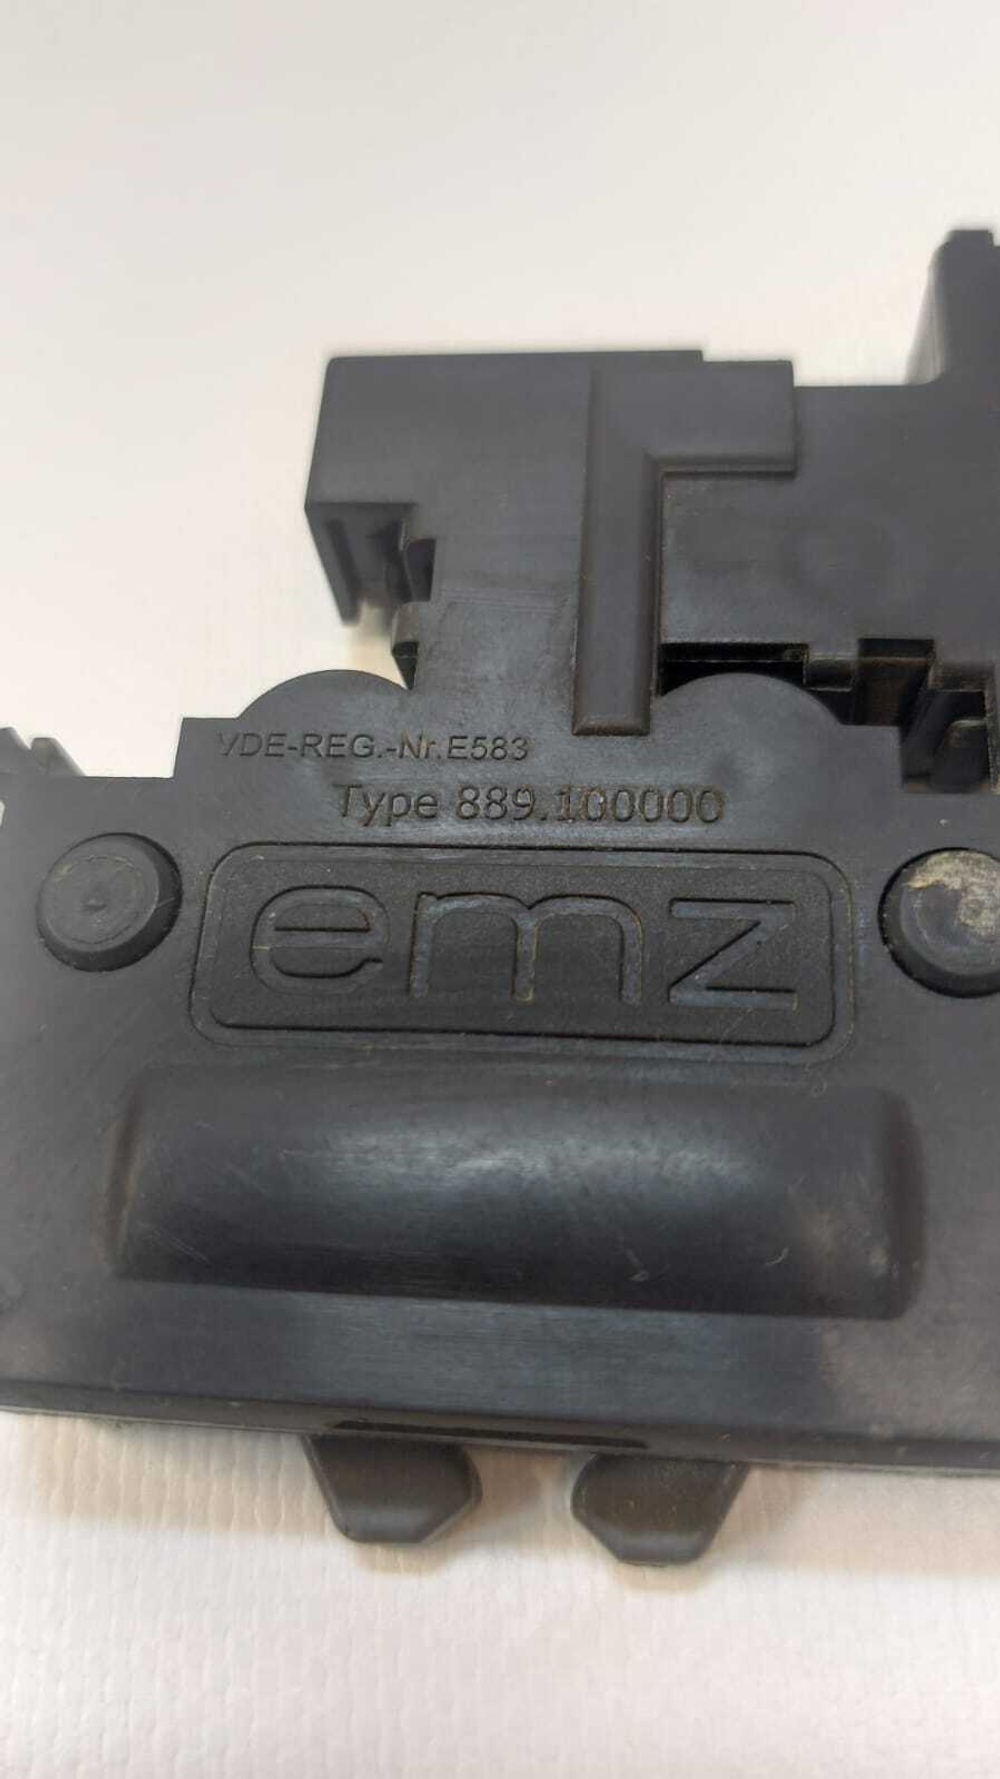 VDE-REG.-Nr.E583
Type 889.100000
emz